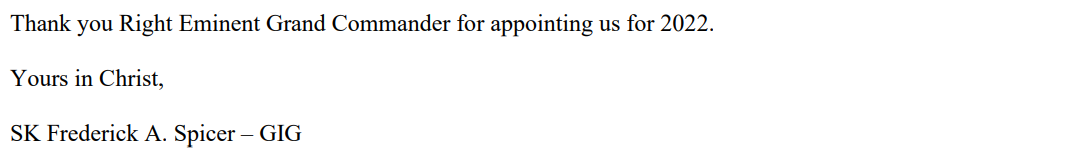 Thank you Right Eminent Grand Commander for appointing us for 2022.
Yours in Christ,
SK Frederick A. Spicer – GIG